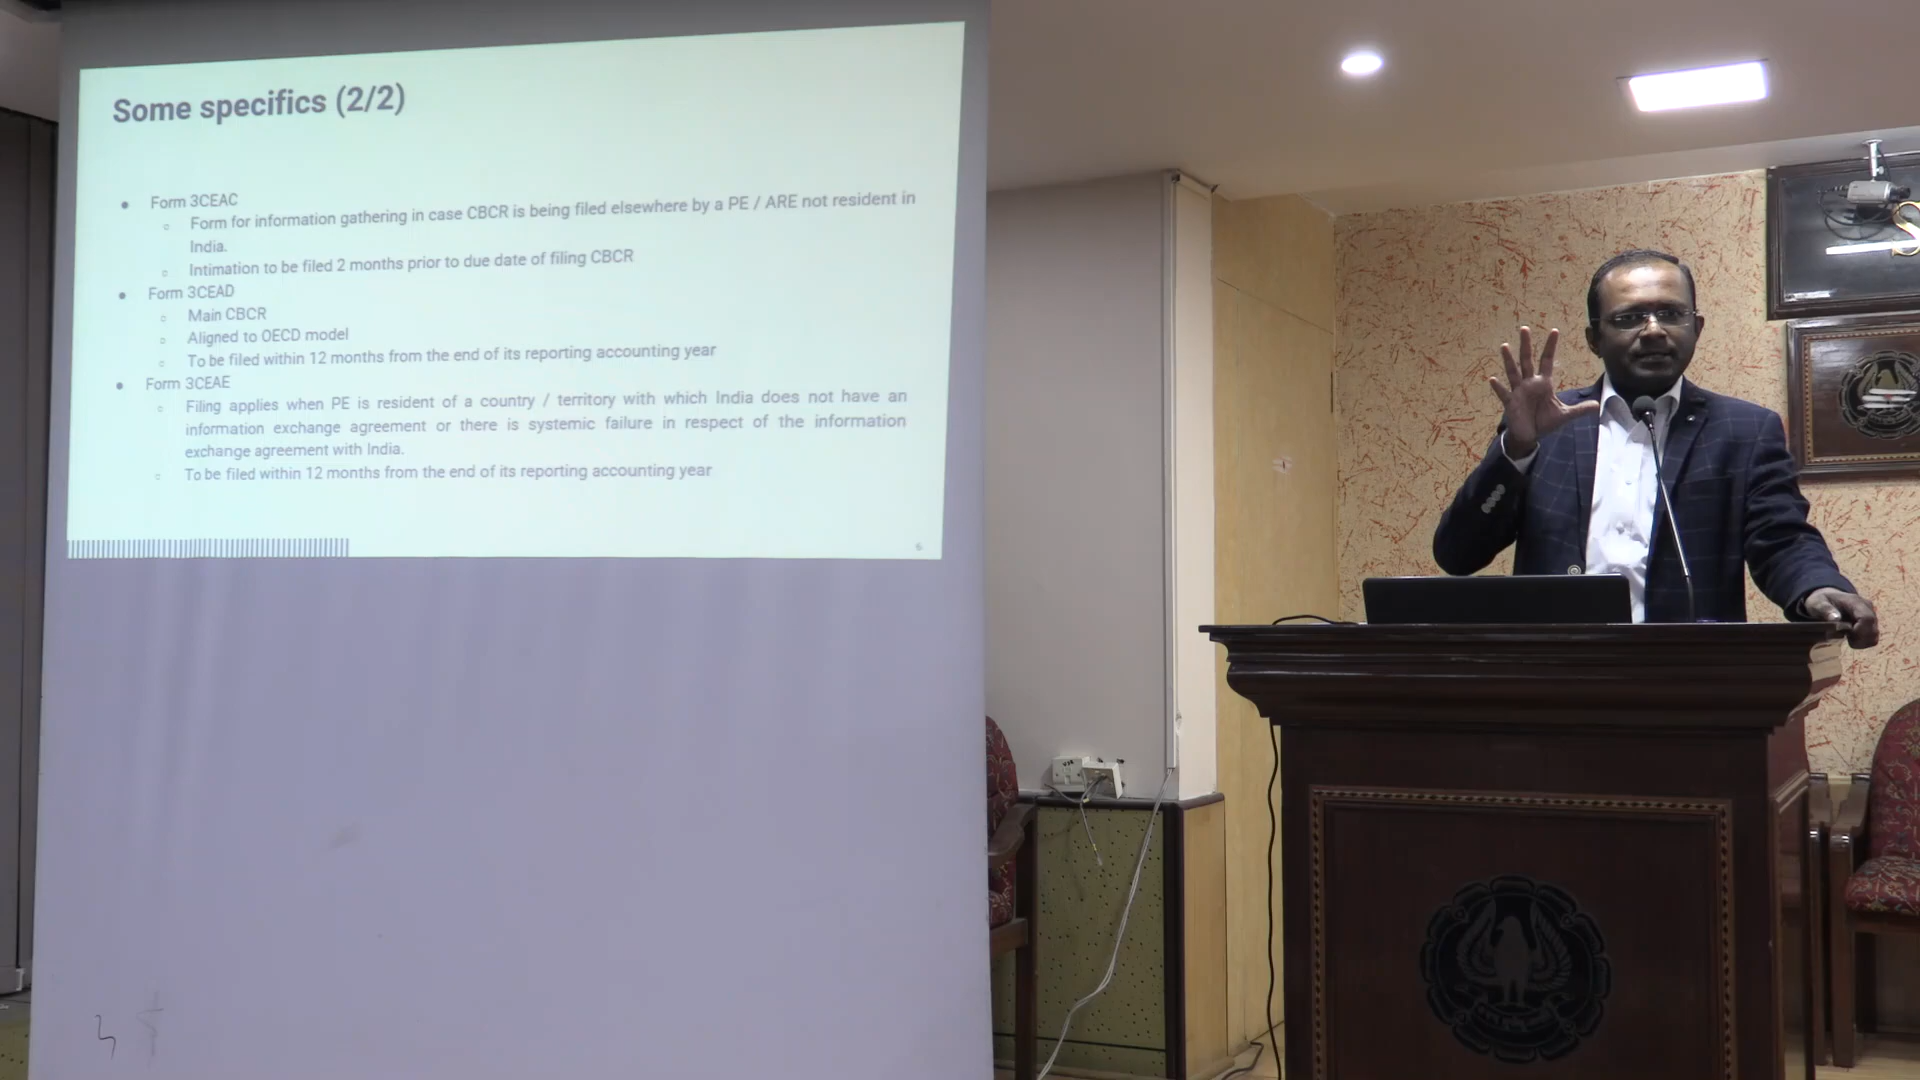 Some specifics (2/2)
● Form 3CEAC
○ Form for information gathering in case CBCR is being filed elsewhere by a PE / ARE not resident in
India.
○ Intimation to be filed 2 months prior to due date of filing CBCR
● Form 3CEAD
○ Main CBCR
○ Aligned to OECD model
○ To be filed within 12 months from the end of its reporting accounting year
● Form 3CEAE
○ Filing applies when PE is resident of a country / territory with which India does not have an
information exchange agreement or there is systemic failure in respect of the information
exchange agreement with India.
○ To be filed within 12 months from the end of its reporting accounting year